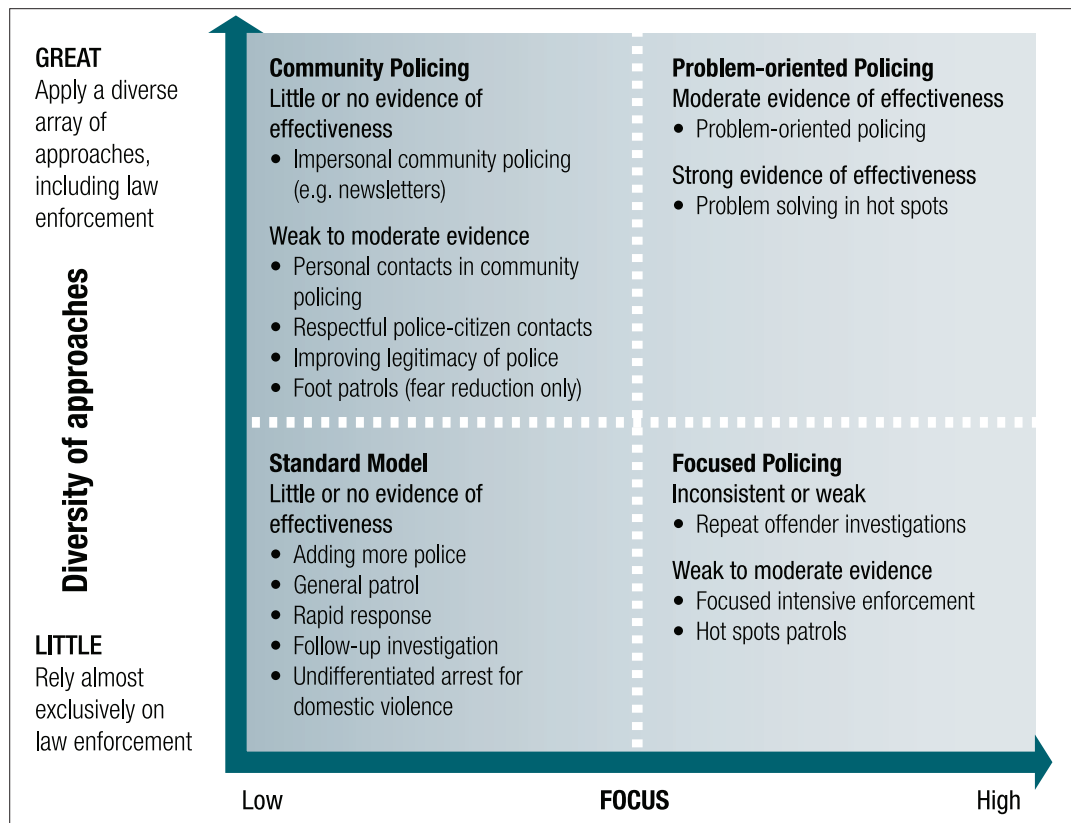 GREAT
Apply a diverse
array of
approaches,
including law
enforcement
Diversity of approaches
LITTLE
Rely almost
exclusively on
law enforcement
Community Policing
Little or no evidence of
effectiveness
• Impersonal community policing
(e.g. newsletters)
Weak to moderate evidence
• Personal contacts in community
policing
• Respectful police-citizen contacts
• Improving legitimacy of police
• Foot patrols (fear reduction only)
Problem-oriented Policing
Moderate evidence of effectiveness
• Problem-oriented policing
Strong evidence of effectiveness
• Problem solving in hot spots
Standard Model
Little or no evidence of
effectiveness
• Adding more police
• General patrol
• Rapid response
• Follow-up investigation
• Undifferentiated arrest for
domestic violence
Focused Policing
Inconsistent or weak
• Repeat offender investigations
Weak to moderate evidence
• Focused intensive enforcement
• Hot spots patrols
Low
FOCUS
High